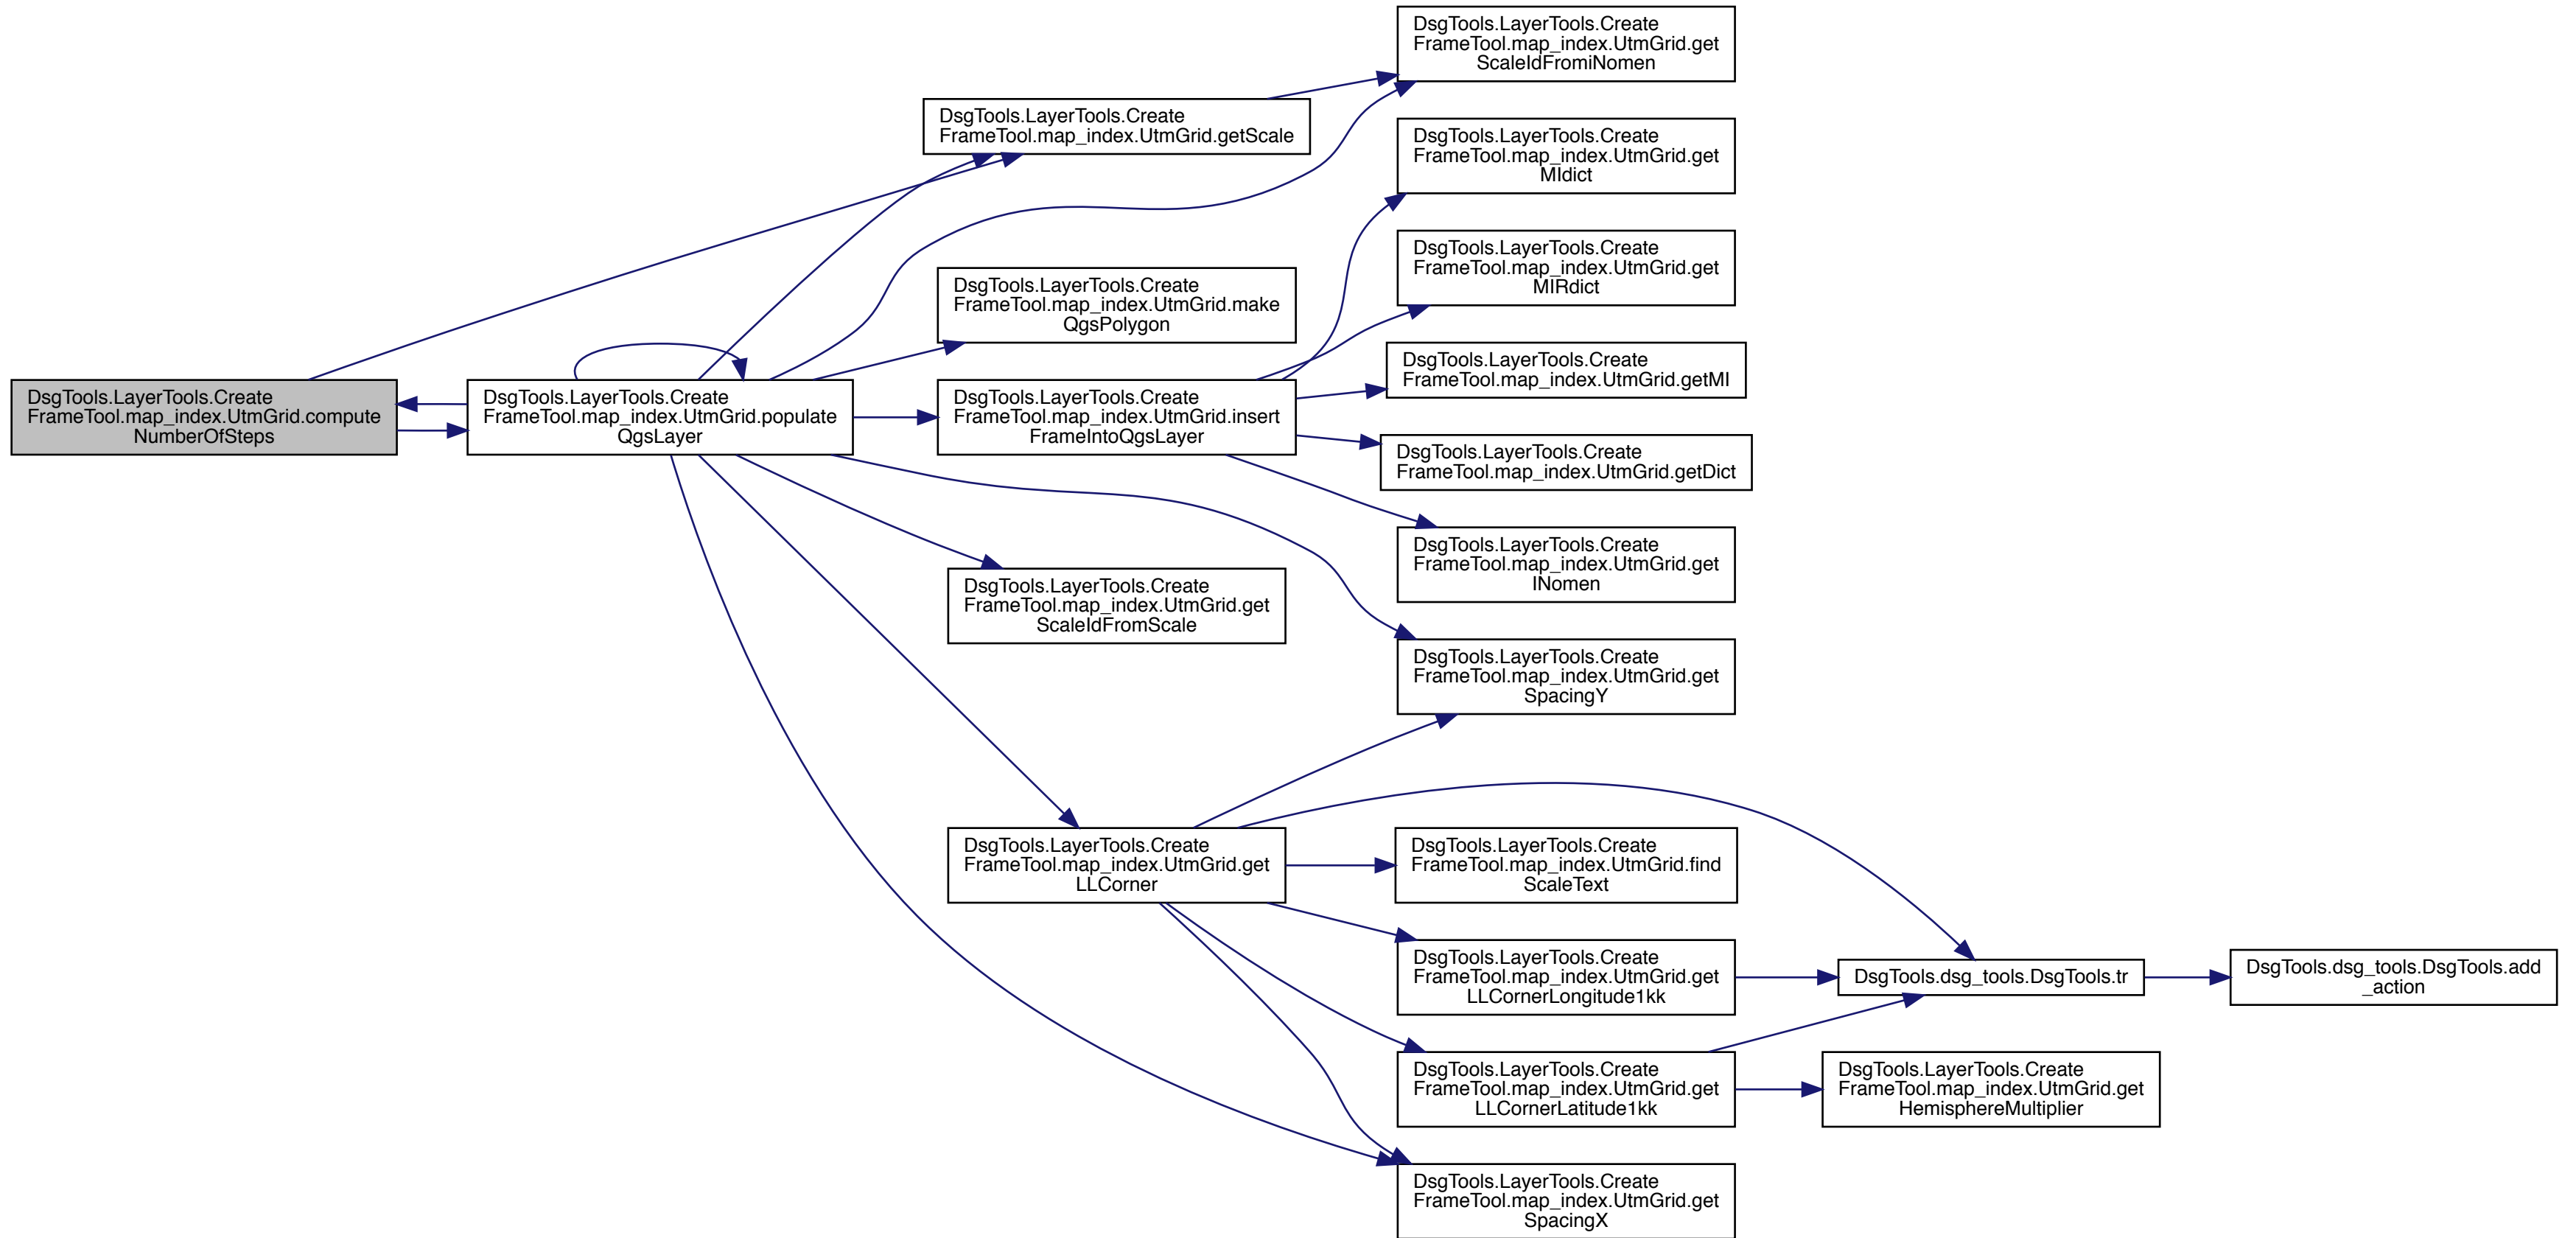 DsgTools.LayerTools.Create
FrameTool.map_index.UtmGrid.compute
NumberOfSteps
DsgTools.LayerTools.Create
FrameTool.map_index.UtmGrid.populate
QgsLayer
DsgTools.LayerTools.Create
FrameTool.map_index.UtmGrid.getScale
DsgTools.LayerTools.Create
FrameTool.map_index.UtmGrid.make
QgsPolygon
DsgTools.LayerTools.Create
FrameTool.map_index.UtmGrid.insert
FrameIntoQgsLayer
DsgTools.LayerTools.Create
FrameTool.map_index.UtmGrid.get
ScaleIdFromScale
DsgTools.LayerTools.Create
FrameTool.map_index.UtmGrid.get
LLCorner
DsgTools.LayerTools.Create
FrameTool.map_index.UtmGrid.get
ScaleIdFromiNomen
DsgTools.LayerTools.Create
FrameTool.map_index.UtmGrid.get
MIdict
DsgTools.LayerTools.Create
FrameTool.map_index.UtmGrid.get
MIRdict
DsgTools.LayerTools.Create
FrameTool.map_index.UtmGrid.getMI
DsgTools.LayerTools.Create
FrameTool.map_index.UtmGrid.getDict
DsgTools.LayerTools.Create
FrameTool.map_index.UtmGrid.get
INomen
DsgTools.LayerTools.Create
FrameTool.map_index.UtmGrid.get
SpacingY
DsgTools.LayerTools.Create
FrameTool.map_index.UtmGrid.find
ScaleText
DsgTools.LayerTools.Create
FrameTool.map_index.UtmGrid.get
LLCornerLongitude1kk
DsgTools.LayerTools.Create
FrameTool.map_index.UtmGrid.get
LLCornerLatitude1kk
DsgTools.LayerTools.Create
FrameTool.map_index.UtmGrid.get
SpacingX
DsgTools.dsg_tools.DsgTools.tr
DsgTools.LayerTools.Create
FrameTool.map_index.UtmGrid.get
HemisphereMultiplier
DsgTools.dsg_tools.DsgTools.add
_action